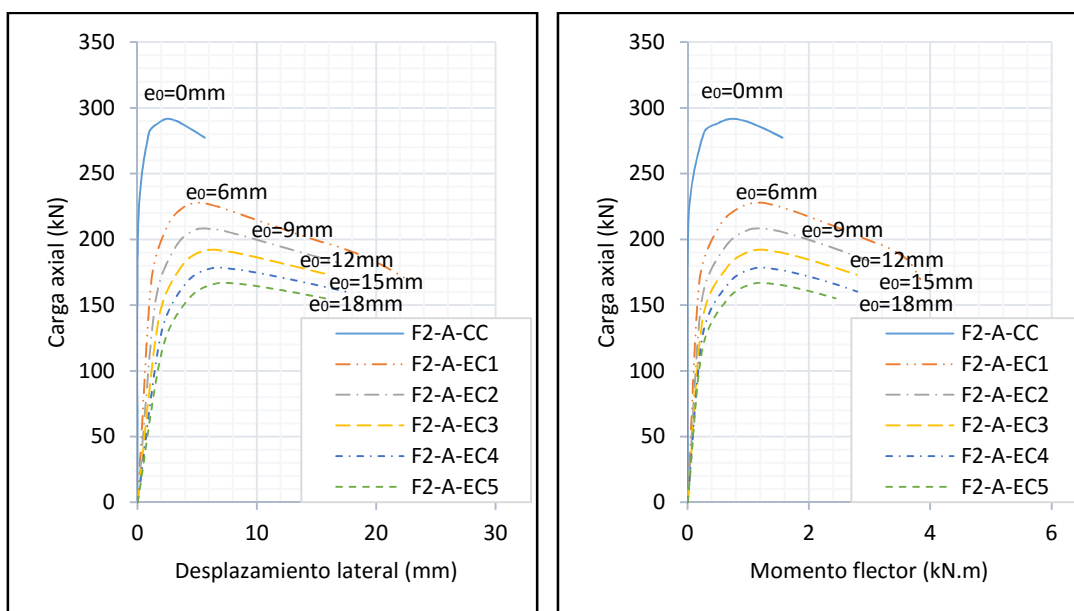 350
300
250
200
150
100
50
0
Carga axial (kN)
e0=0mm
e0=6mm
e0=9mm
e0=12mm
e0=15mm
e0=18mm
F2-A-CC
F2-A-EC1
F2-A-EC2
F2-A-EC3
F2-A-EC4
F2-A-EC5
0 10 20 30
Desplazamiento lateral (mm)
350
300
250
200
150
100
50
0
Carga axial (kN)
e0=0mm
e0=6mm
e0=9mm
e0=12mm
e0=15mm
e0=18mm
F2-A-CC
F2-A-EC1
F2-A-EC2
F2-A-EC3
F2-A-EC4
F2-A-EC5
0 2 4 6
Momento flector (kN.m)